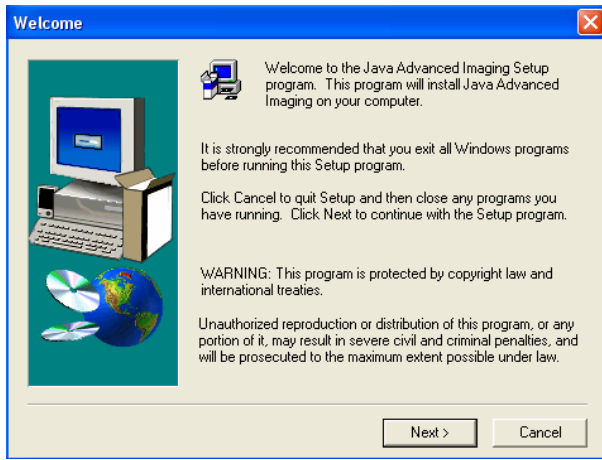 Welcome
Welcome to the Java Advanced Imaging Setup
program.  This program will install Java Advanced
Imaging on your computer.
It is strongly recommended that you exit all Windows programs
before running this Setup program.
Click Cancel to quit Setup and then close any programs you
have running.  Click Next to continue with the Setup program.
WARNING: This program is protected by copyright law and
international treaties.
Unauthorized reproduction or distribution of this program, or any
portion of it, may result in severe civil and criminal penalties, and
will be prosecuted to the maximum extent possible under law.
Next >
Cancel